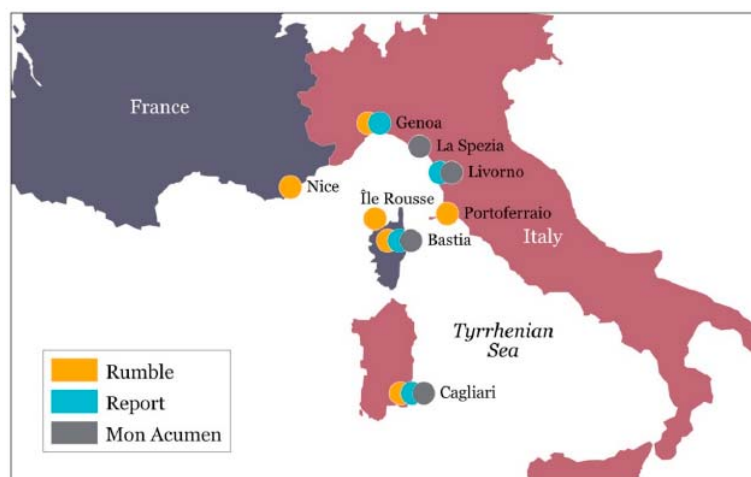 France
Genoa
La Spezia
Livorno
Nice
Île Rousse
Portoferraio
Bastia
Italy
Tyrrhenian
Sea
Rumble
Report
Mon Acumen
Cagliari